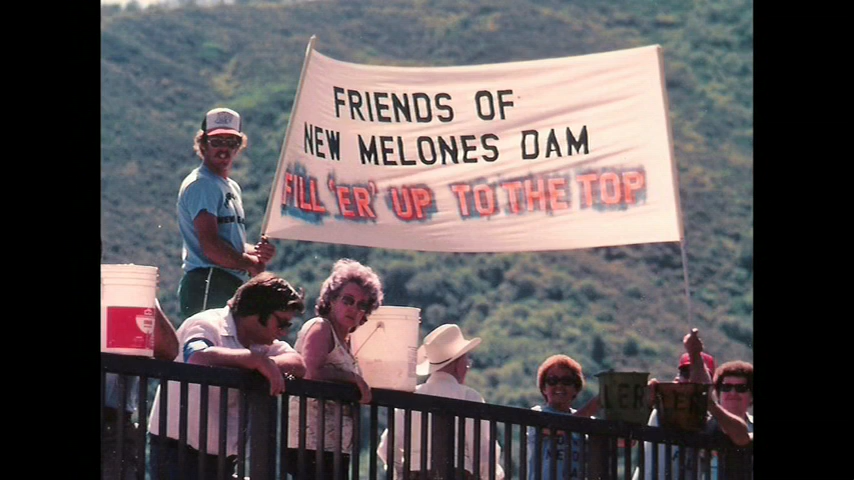 FRIENDS OF
NEW MELONES DAM
FILL 'ER' UP TO THE TOP